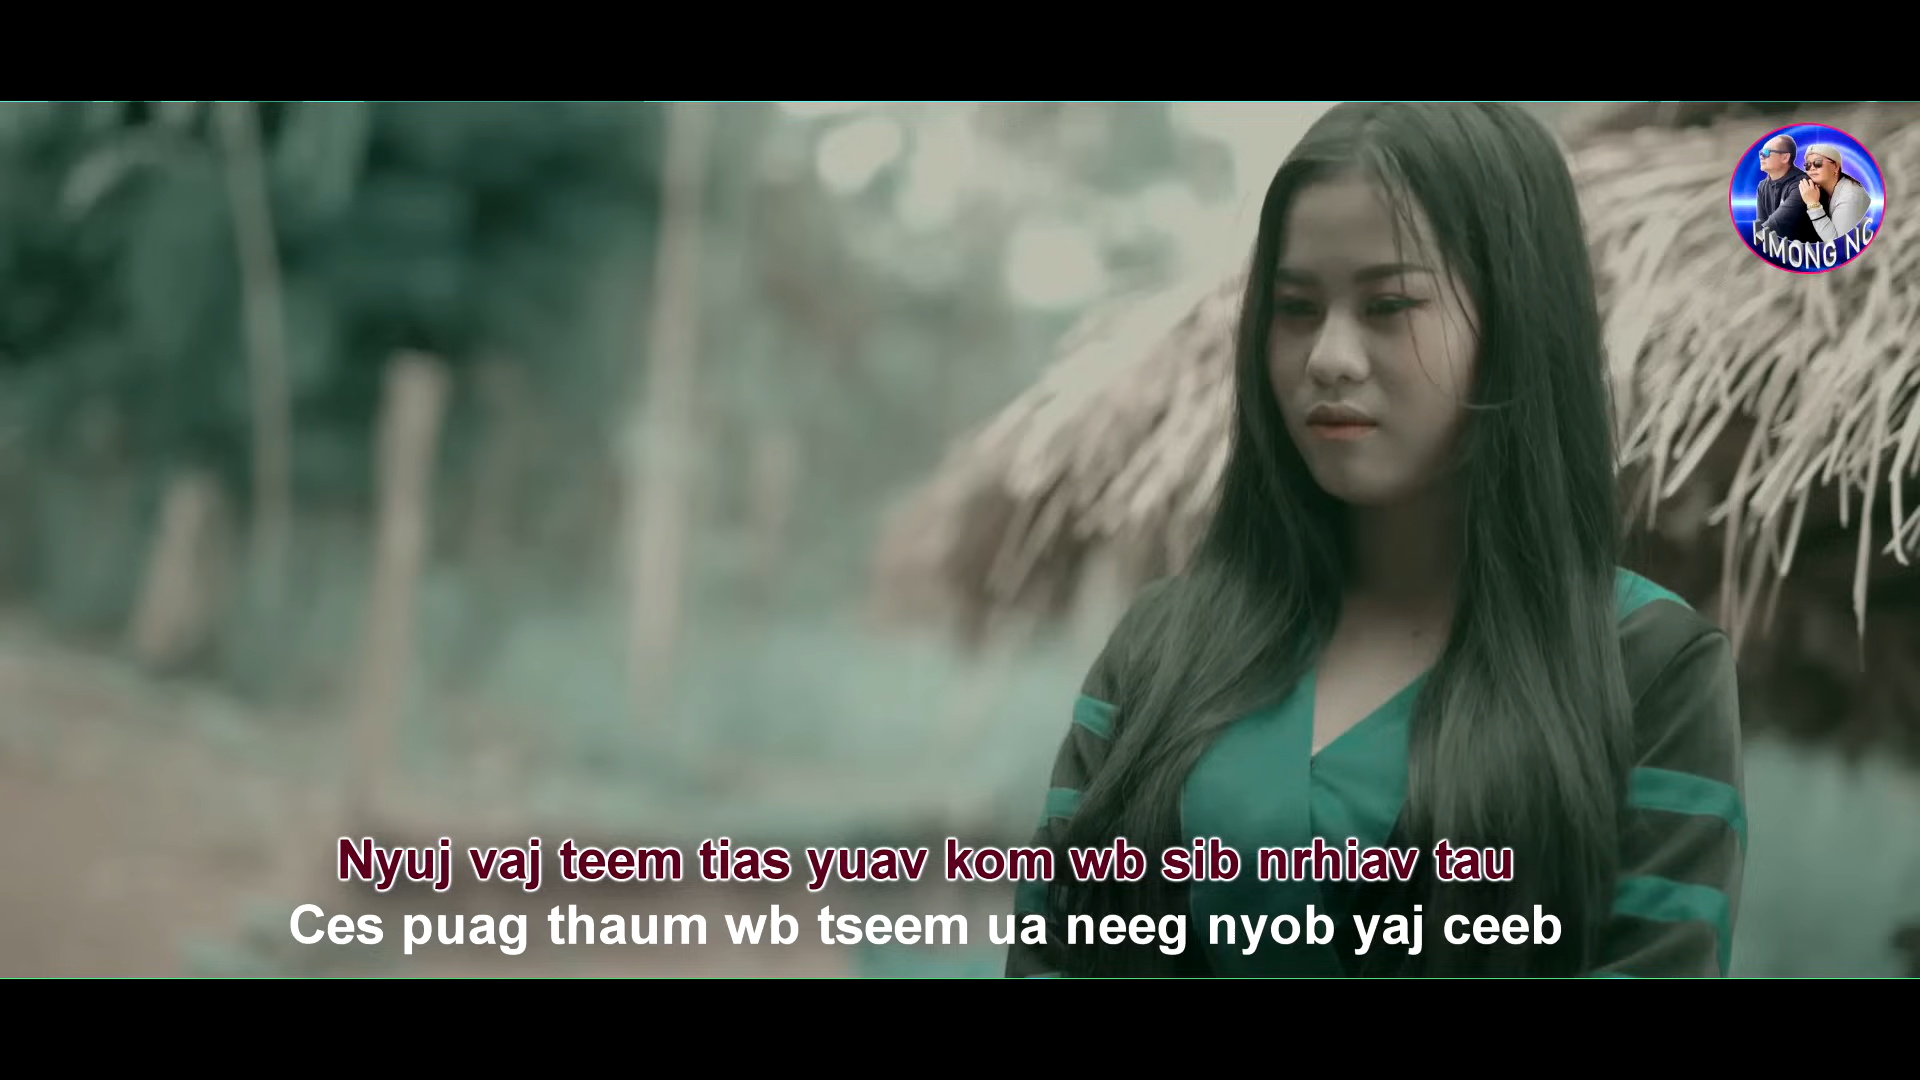 HMONG NG
Nyuj vaj teem tias yuav kom wb sib nrhiav tau
Ces puag thaum wb tseem ua neeg nyob yaj ceeb